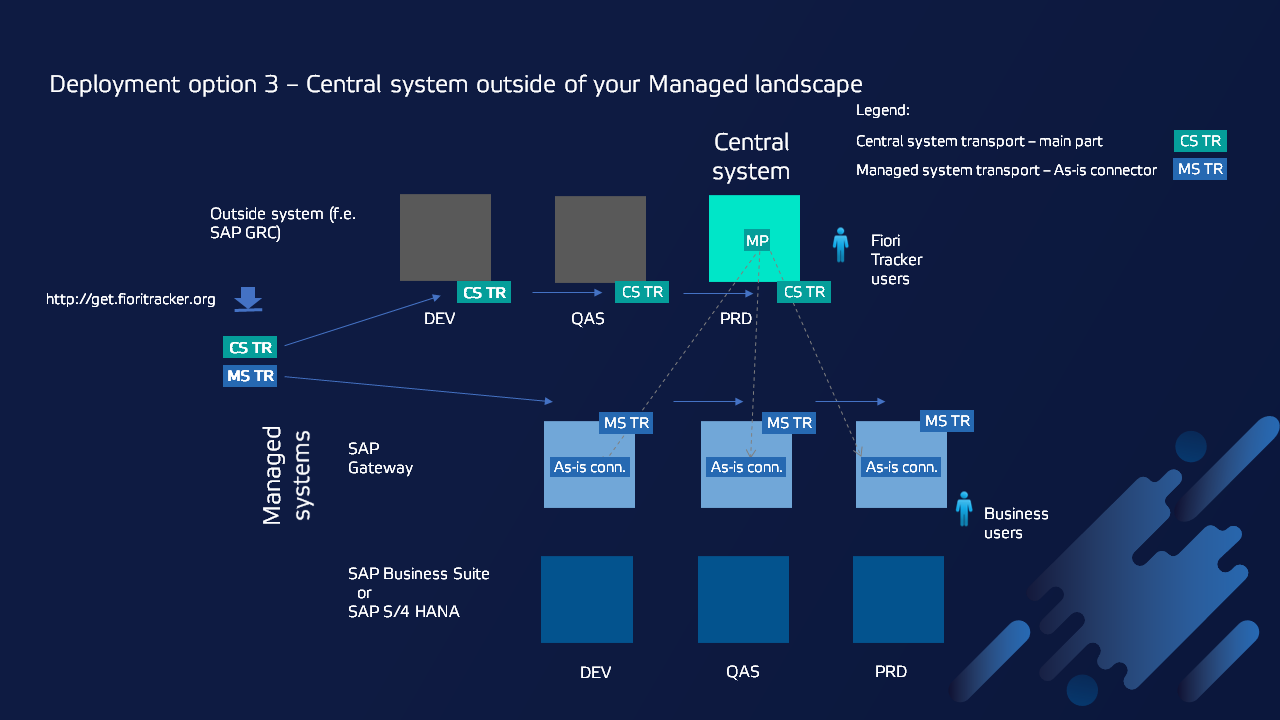 Deployment option 3 – Central system outside of your Managed landscape
Legend:
Central system transport – main part
CS TR
Managed system transport – As-is connector
MS TR
Central
system
Outside system (f.e.
SAP GRC)
MP
Fiori
Tracker
users
http://get.fioritracker.org
CS TR
CS TR
CS TR
DEV
QAS
PRD
CS TR
MS TR
Managed
systems
SAP
Gateway
MS TR
MS TR
MS TR
As-is conn.
As-is conn.
As-is conn.
Business
users
SAP Business Suite
or
SAP S/4 HANA
DEV
QAS
PRD